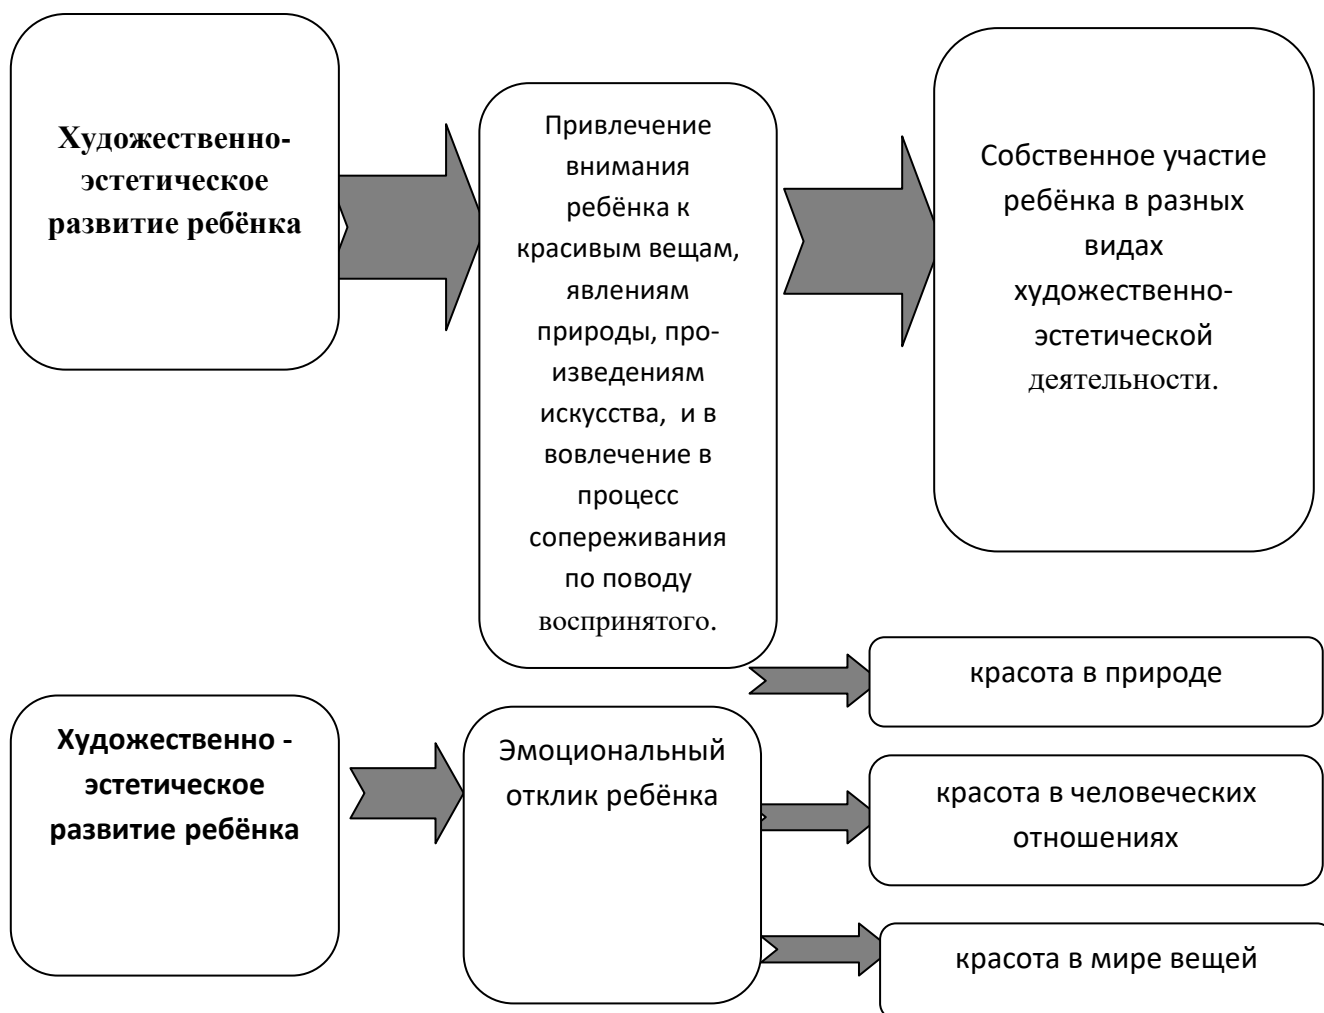 Художественно-
эстетическое
развитие ребёнка
Привлечение
внимания
ребёнка к
красивым вещам,
явлениям
природы, про-
изведениям
искусства,  и в
вовлечение в
процесс
сопереживания
по поводу
воспринятого.
Собственное участие
ребёнка в разных
видах
художественно-
эстетической
деятельности.
Художественно -
эстетическое
развитие ребёнка
Эмоциональный
отклик ребёнка
красота в природе
красота в человеческих
отношениях
красота в мире вещей